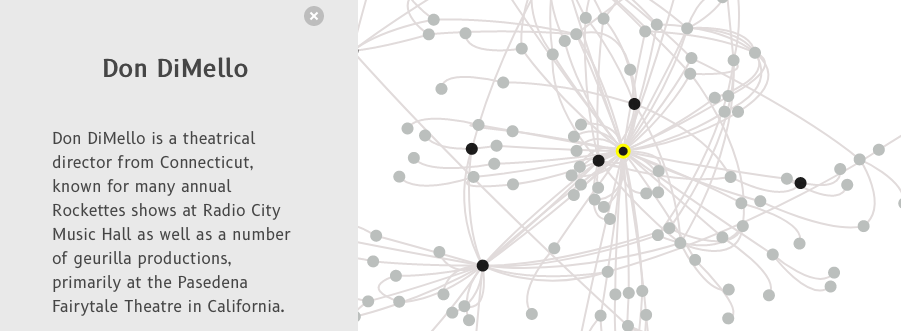 Don DiMello
Don DiMello is a theatrical
director from Connecticut,
known for many annual
Rockettes shows at Radio City
Music Hall as well as a number
of geurilla productions,
primarily at the Pasedena
Fairytale Theatre in California.